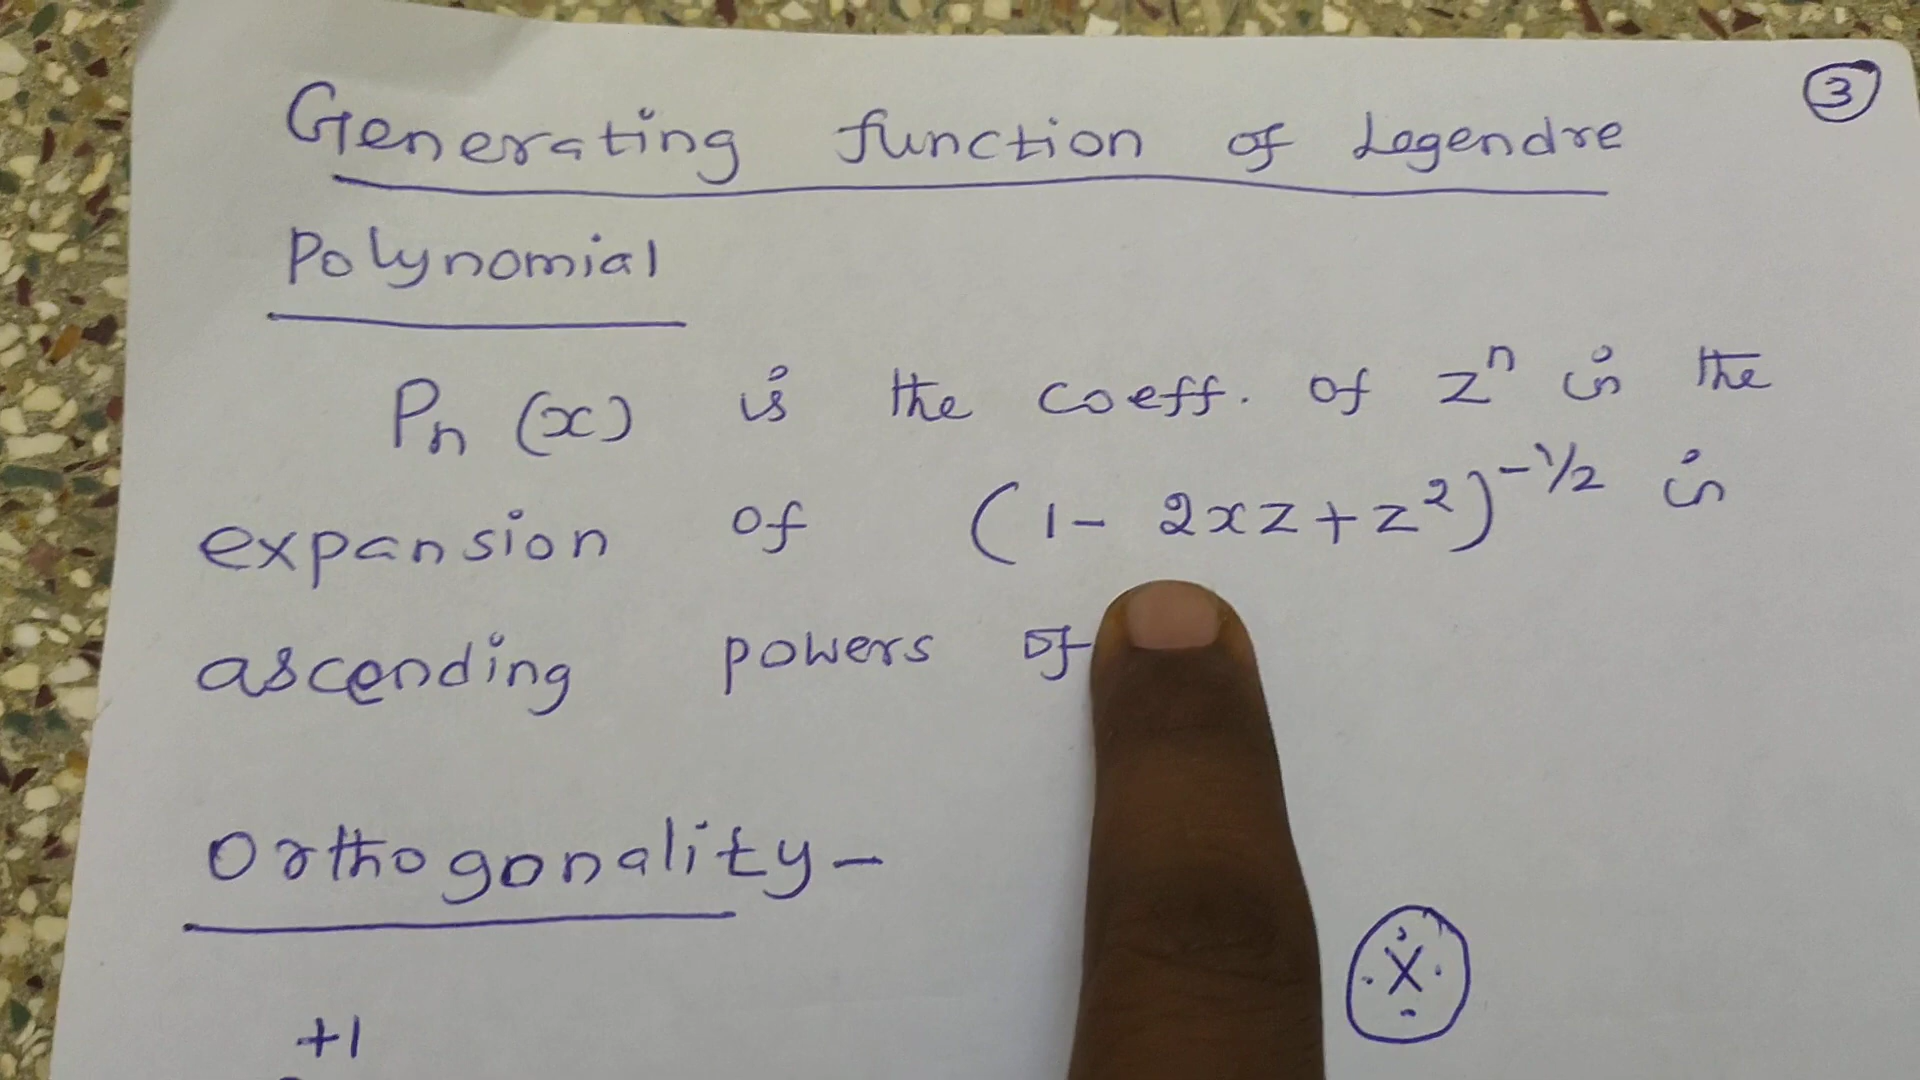 3
Generating function of Legendre
Polynomial
Pn (x) is the coeff. of zⁿ in the
expansion of (1 - 2xz + z²)^-1/2 in
ascending powers of
Orthogonality -
X
+1